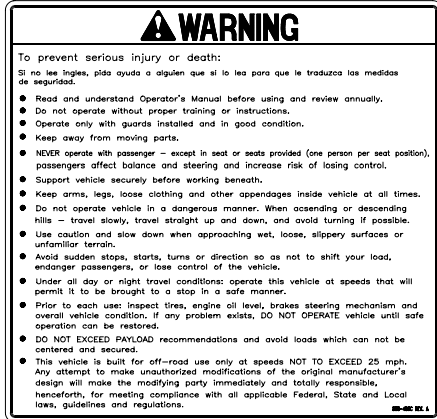 WARNING
To prevent serious injury or death:
Si no lee ingles, pida ayuda a alguien que si lo lea para que le traduzca las medidas
de seguridad.
● Read and understand Operator's Manual before using and review annually.
● Do not operate without proper training or instructions.
● Operate only with guards installed and in good condition.
● Keep away from moving parts.
● NEVER operate with passenger – except in seat or seats provided (one person per seat position),
passengers affect balance and steering and increase risk of losing control.
● Support vehicle securely before working beneath.
● Keep arms, legs, loose clothing and other appendages inside vehicle at all times.
● Do not operate vehicle in a dangerous manner. When acsending or descending
hills – travel slowly, travel straight up and down, and avoid turning if possible.
● Use caution and slow down when approaching wet, loose, slippery surfaces or
unfamiliar terrain.
● Avoid sudden stops, starts, turns or direction so as not to shift your load,
endanger passengers, or lose control of the vehicle.
● Under all day or night travel conditions: operate this vehicle at speeds that will
permit it to be brought to a stop in a safe manner.
● Prior to each use: inspect tires, engine oil level, brakes steering mechanism and
overall vehicle condition. If any problem exists, DO NOT OPERATE vehicle until safe
operation can be restored.
● DO NOT EXCEED PAYLOAD recommendations and avoid loads which can not be
centered and secured.
● This vehicle is built for off-road use only at speeds NOT TO EXCEED 25 mph.
Any attempt to make unauthorized modifications of the original manufacturer's
design will make the modifying party immediately and totally responsible,
henceforth, for meeting compliance with all applicable Federal, State and Local
laws, guidelines and regulations.